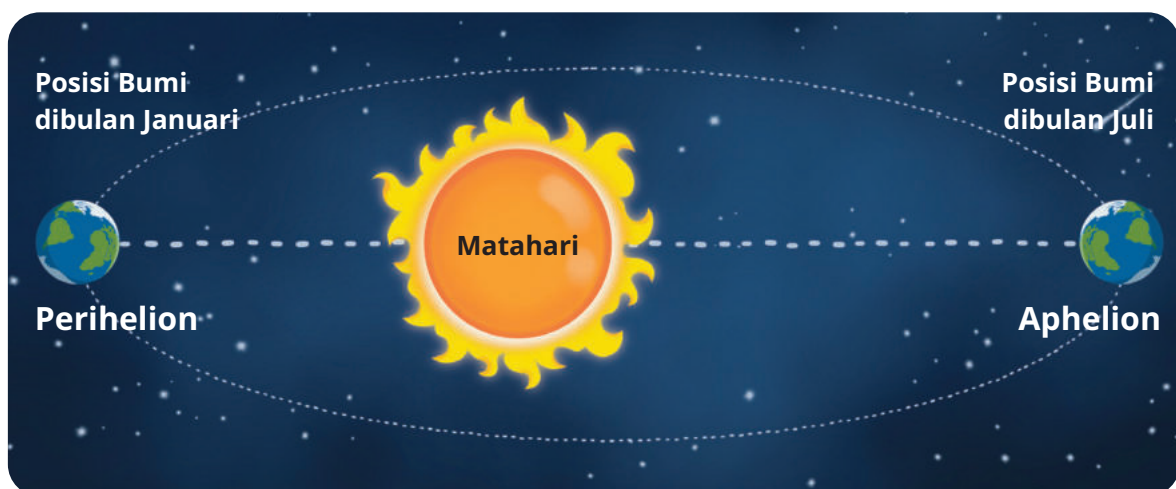 Posisi Bumi
dibulan Januari
Posisi Bumi
dibulan Juli
Matahari
Perihelion
Aphelion